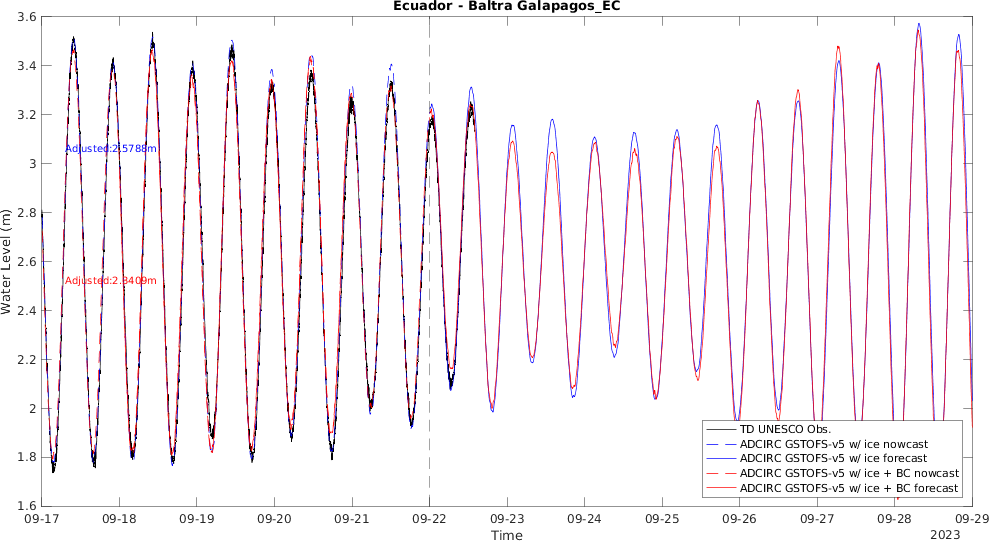 Ecuador - Baltra Galapagos_EC
3.6
3.4
3.2
3
2.8
2.6
2.4
2.2
2
1.8
1.6
Water Level (m)
Adjusted:2.5788m
Adjusted:2.3409m
TD UNESCO Obs.
ADCIRC GSTOFS-v5 w/ ice nowcast
ADCIRC GSTOFS-v5 w/ ice forecast
ADCIRC GSTOFS-v5 w/ ice + BC nowcast
ADCIRC GSTOFS-v5 w/ ice + BC forecast
09-17 09-18 09-19 09-20 09-21 09-22 09-23 09-24 09-25 09-26 09-27 09-28 09-29
Time
2023